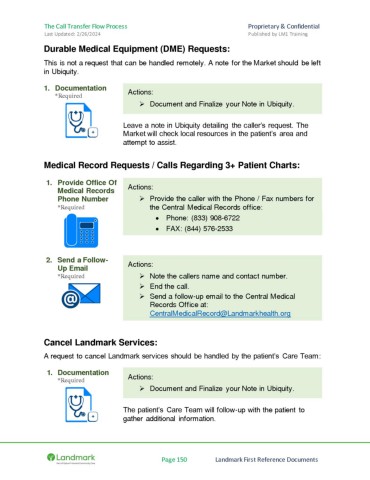 The Call Transfer Flow Process Proprietary & Confidential
Last Updated: 2/28/2024 Published by LM1 Training
Durable Medical Equipment (DME) Requests:
This is not a request that can be handled remotely. A note for the Market should be left
in Ubiquity.
1. Documentation
*Required
Actions:
➢ Document and Finalize your Note in Ubiquity.
Leave a note in Ubiquity detailing the caller's request. The
Market will check local resources in the patient's area and
attempt to assist.
Medical Record Requests / Calls Regarding 3+ Patient Charts:
1. Provide Office Of
Medical Records
Phone Number
*Required
Actions:
➢ Provide the caller with the Phone / Fax numbers for
the Central Medical Records office:
• Phone: (833) 908-6722
• FAX: (844) 576-2533
2. Send a Follow-
Up Email
*Required
Actions:
➢ Note the callers name and contact number.
➢ End the call.
➢ Send a follow-up email to the Central Medical
Records Office at:
CentralMedicalRecord@Landmarkhealth.org
Cancel Landmark Services:
A request to cancel Landmark services should be handled by the patient's Care Team:
1. Documentation
*Required
Actions:
➢ Document and Finalize your Note in Ubiquity.
The patient's Care Team will follow-up with the patient to
gather additional information.
Landmark
Page 150 Landmark First Reference Documents